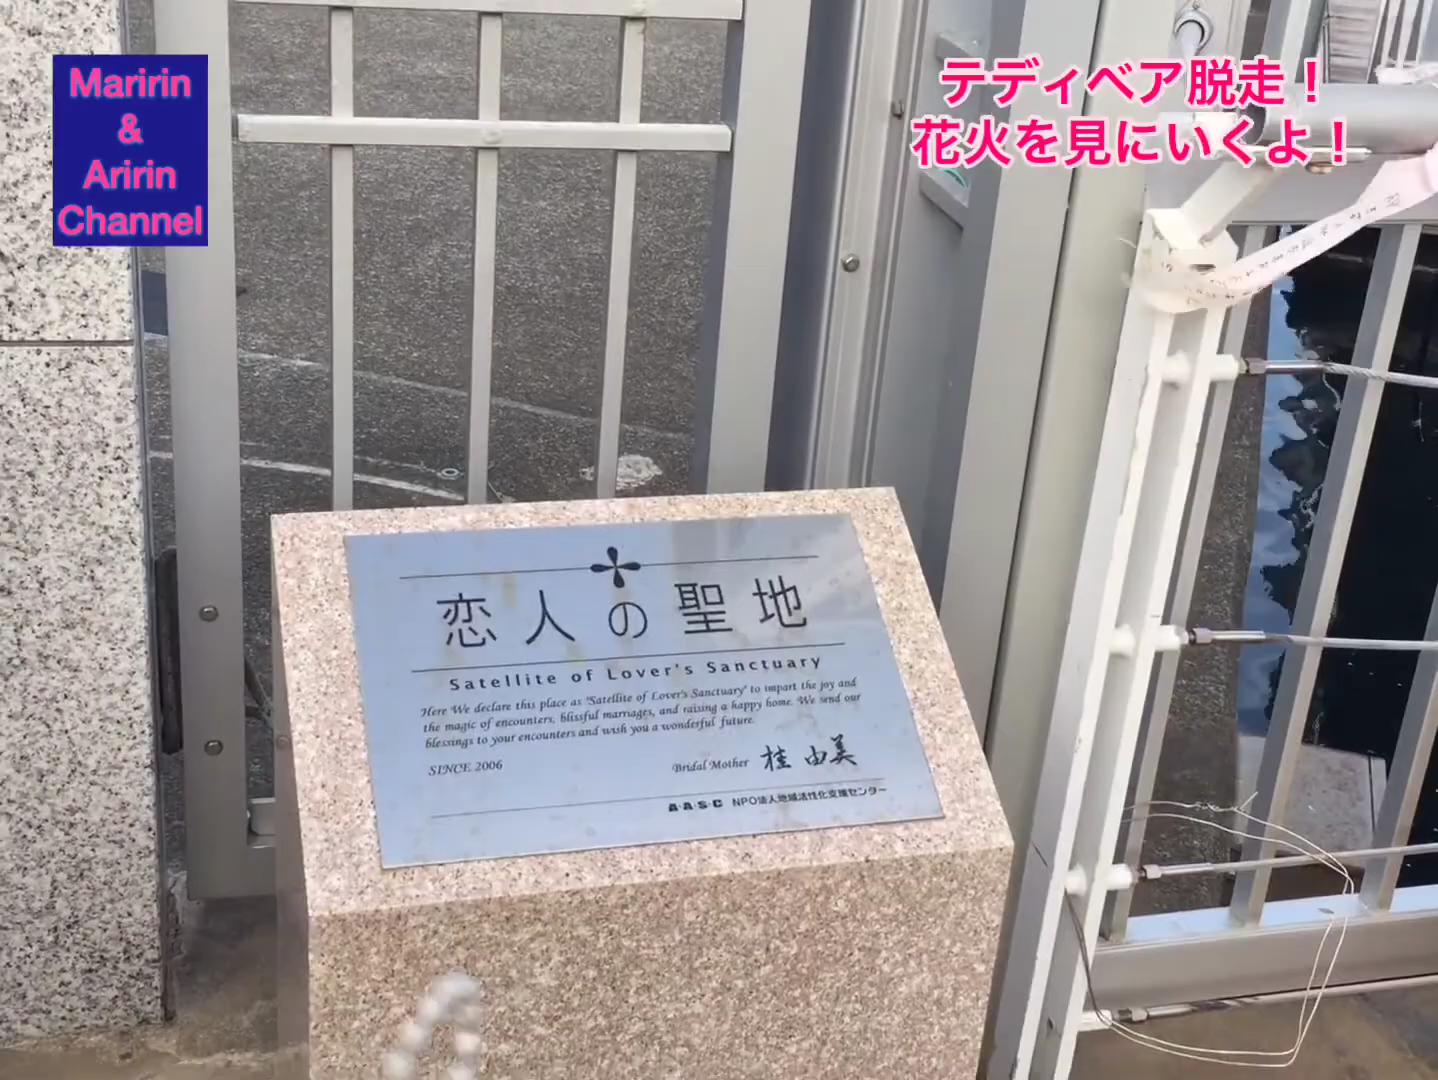 Maririn
&
Aririn
Channel
テディベア脱走！
花火を見にいくよ！
恋人の聖地
Satellite of Lover's Sanctuary
Here We declare this place as "Satellite of Lover's Sanctuary" to impart the joy and
the magic of encounters, blissful marriages, and raising a happy home. We send our
blessings to your encounters and wish you a wonderful future.
SINCE 2006
Bridal Mother 桂 由美
AASC NPO法人地域活性化支援センター